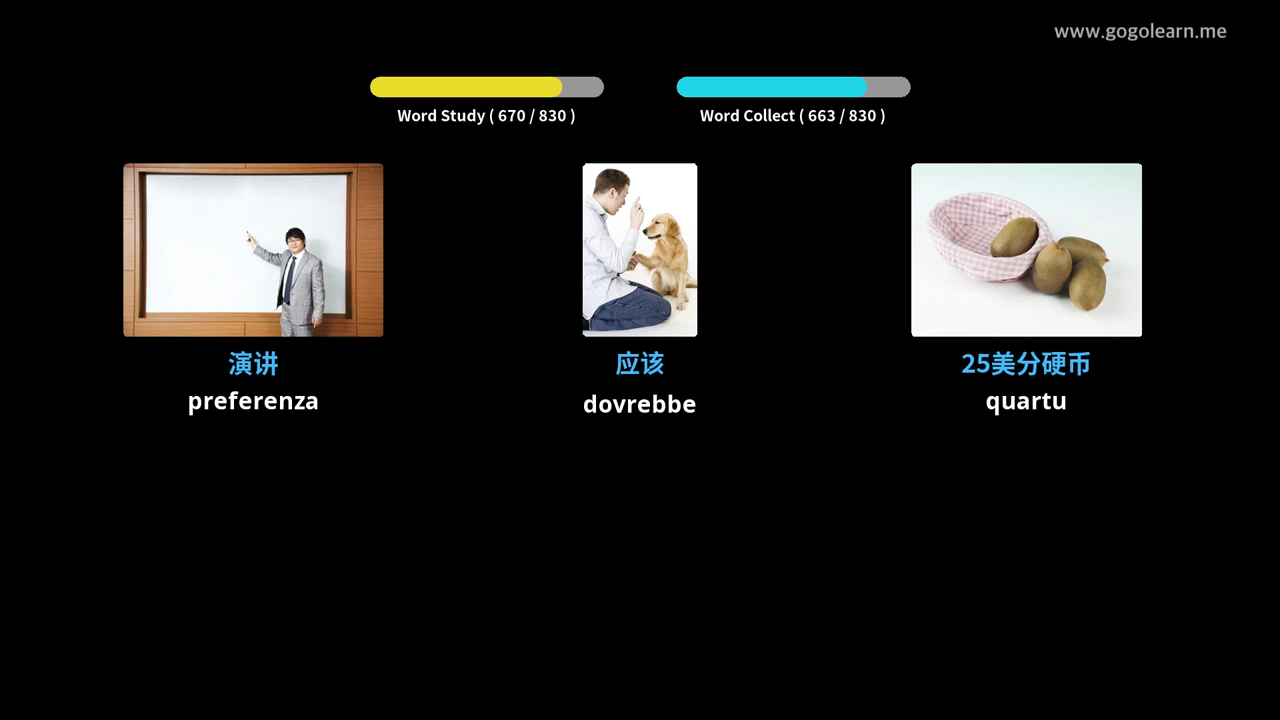 www.gogolearn.me
Word Study ( 670 / 830 )
Word Collect ( 663 / 830 )
演讲
preferenza
应该
dovrebbe
25美分硬币
quartu